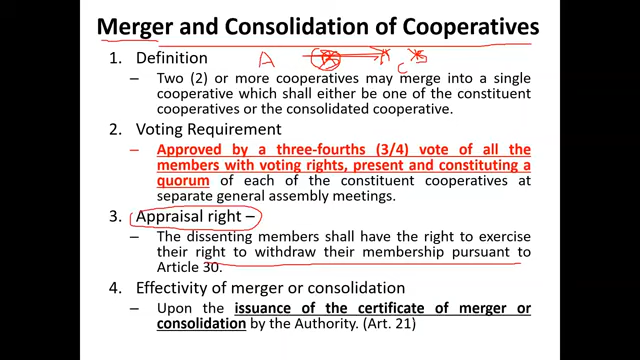 Merger and Consolidation of Cooperatives
1. Definition
A
C
– Two (2) or more cooperatives may merge into a single
cooperative which shall either be one of the constituent
cooperatives or the consolidated cooperative.
2. Voting Requirement
– Approved by a three-fourths (3/4) vote of all the
members with voting rights, present and constituting a
quorum of each of the constituent cooperatives at
separate general assembly meetings.
3. Appraisal right –
– The dissenting members shall have the right to exercise
their right to withdraw their membership pursuant to
Article 30.
4. Effectivity of merger or consolidation
– Upon the issuance of the certificate of merger or
consolidation by the Authority. (Art. 21)